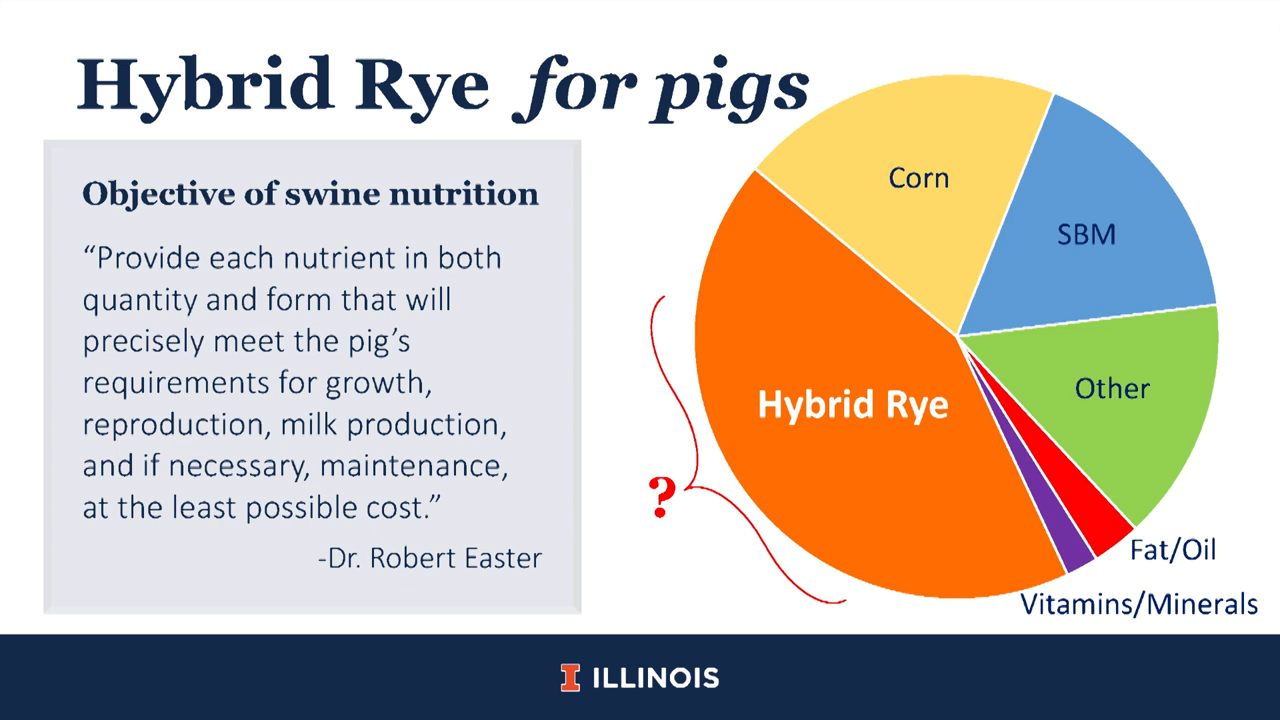 Hybrid Rye for pigs
Objective of swine nutrition
“Provide each nutrient in both
quantity and form that will
precisely meet the pig’s
requirements for growth,
reproduction, milk production,
and if necessary, maintenance,
at the least possible cost.”
-Dr. Robert Easter
Corn
SBM
Other
Hybrid Rye
?
Fat/Oil
Vitamins/Minerals
I ILLINOIS